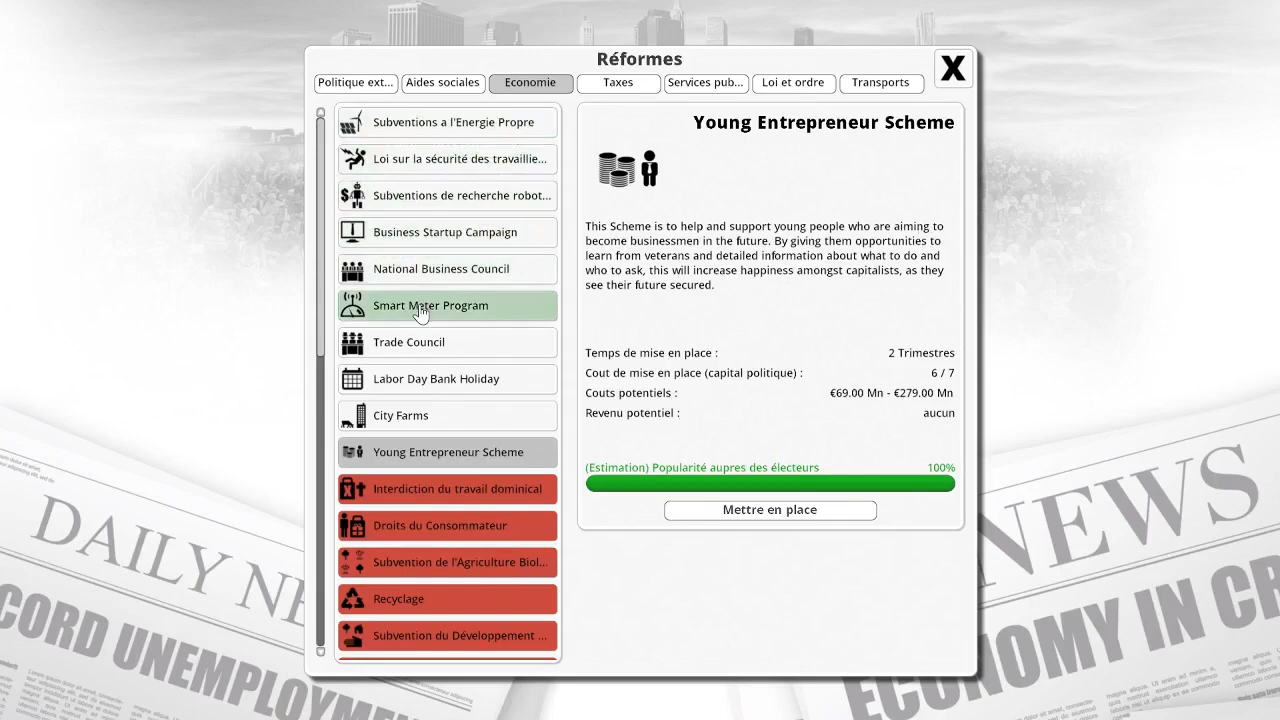 Réformes
X
Politique ext...
Aides sociales
Economie
Taxes
Services pub...
Loi et ordre
Transports
Subventions a l'Energie Propre
Loi sur la sécurité des travaillie...
Subventions de recherche robot...
Business Startup Campaign
National Business Council
Smart Meter Program
Trade Council
Labor Day Bank Holiday
City Farms
Young Entrepreneur Scheme
Interdiction du travail dominical
Droits du Consommateur
Subvention de l'Agriculture Biol...
Recyclage
Subvention du Développement ...
Young Entrepreneur Scheme
This Scheme is to help and support young people who are aiming to
become businessmen in the future. By giving them opportunities to
learn from veterans and detailed information about what to do and
who to ask, this will increase happiness amongst capitalists, as they
see their future secured.
Temps de mise en place : 2 Trimestres
Cout de mise en place (capital politique) : 6 / 7
Couts potentiels : €69.00 Mn - €279.00 Mn
Revenu potentiel : aucun
(Estimation) Popularité aupres des électeurs 100%
Mettre en place
DAILY NE
CORD UNEMPLOYM
NEWS
ECONOMY IN CR